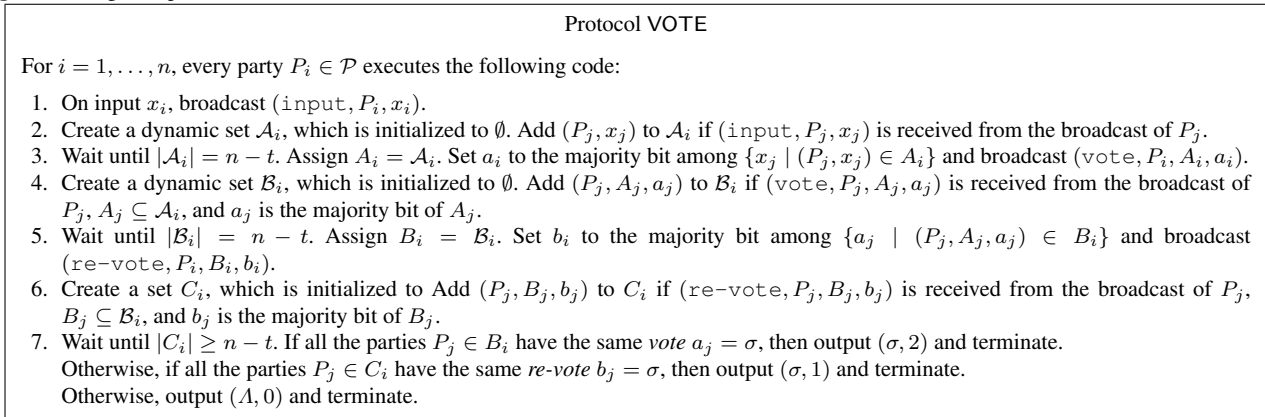 Protocol VOTE
For i = 1, . . . , n, every party P_i ∈ 𝒫 executes the following code:
1. On input x_i, broadcast (input, P_i, x_i).
2. Create a dynamic set 𝒜_i, which is initialized to ∅. Add (P_j, x_j) to 𝒜_i if (input, P_j, x_j) is received from the broadcast of P_j.
3. Wait until |𝒜_i| = n − t. Assign A_i = 𝒜_i. Set a_i to the majority bit among {x_j | (P_j, x_j) ∈ A_i} and broadcast (vote, P_i, A_i, a_i).
4. Create a dynamic set ℬ_i, which is initialized to ∅. Add (P_j, A_j, a_j) to ℬ_i if (vote, P_j, A_j, a_j) is received from the broadcast of
P_j, A_j ⊆ 𝒜_i, and a_j is the majority bit of A_j.
5. Wait until |ℬ_i| = n − t. Assign B_i = ℬ_i. Set b_i to the majority bit among {a_j | (P_j, A_j, a_j) ∈ B_i} and broadcast
(re-vote, P_i, B_i, b_i).
6. Create a set C_i, which is initialized to Add (P_j, B_j, b_j) to C_i if (re-vote, P_j, B_j, b_j) is received from the broadcast of P_j,
B_j ⊆ ℬ_i, and b_j is the majority bit of B_j.
7. Wait until |C_i| ≥ n − t. If all the parties P_j ∈ B_i have the same vote a_j = σ, then output (σ, 2) and terminate.
Otherwise, if all the parties P_j ∈ C_i have the same re-vote b_j = σ, then output (σ, 1) and terminate.
Otherwise, output (Λ, 0) and terminate.